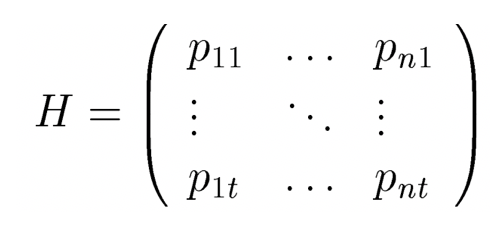 p₁₁ … pₙ₁
H = ⋮ ⋱ ⋮
p₁ₜ … pₙₜ